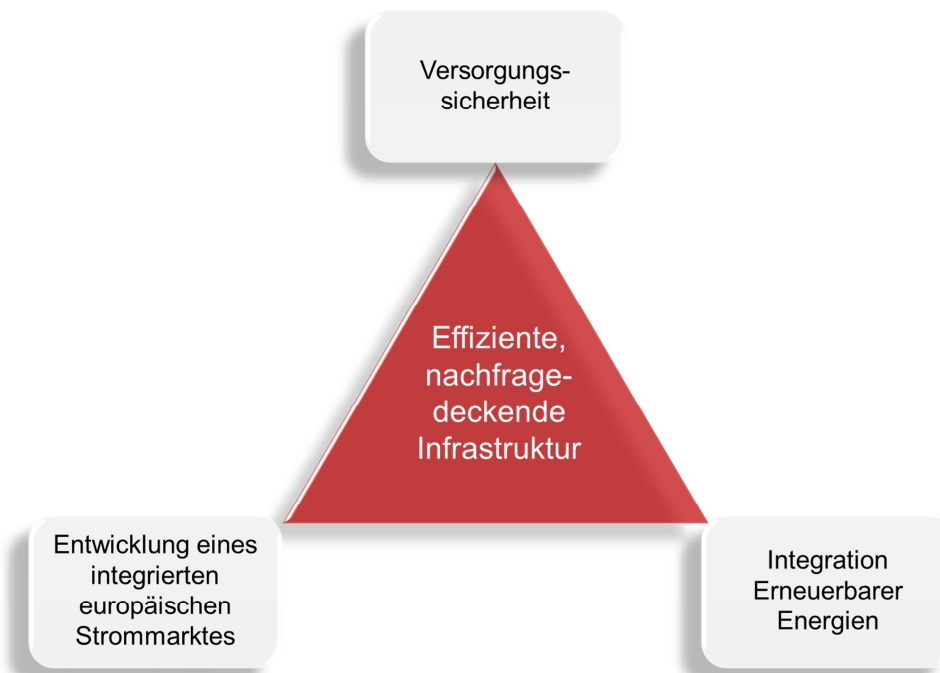 Versorgungs-
sicherheit
Effiziente,
nachfrage-
deckende
Infrastruktur
Entwicklung eines
integrierten
europäischen
Strommarktes
Integration
Erneuerbarer
Energien